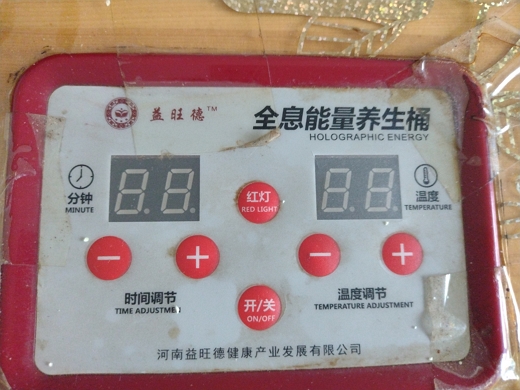 益旺德™
全息能量养生桶
HOLOGRAPHIC ENERGY
分钟
MINUTE
88
红灯
RED LIGHT
88
温度
TEMPERATURE
− + − +
时间调节
TIME ADJUSTMENT
开/关
ON/OFF
温度调节
TEMPERATURE ADJUSTMENT
河南益旺德健康产业发展有限公司